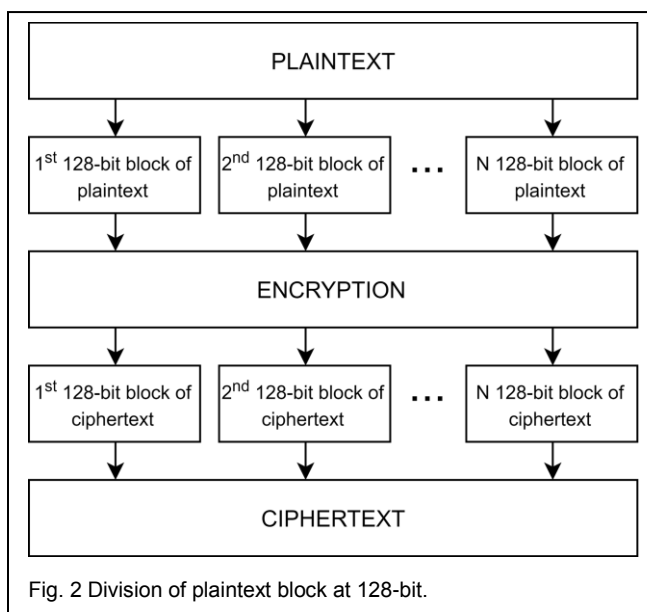 PLAINTEXT
1st 128-bit block of
plaintext
2nd 128-bit block of
plaintext
...
N 128-bit block of
plaintext
ENCRYPTION
1st 128-bit block of
ciphertext
2nd 128-bit block of
ciphertext
...
N 128-bit block of
ciphertext
CIPHERTEXT
Fig. 2 Division of plaintext block at 128-bit.